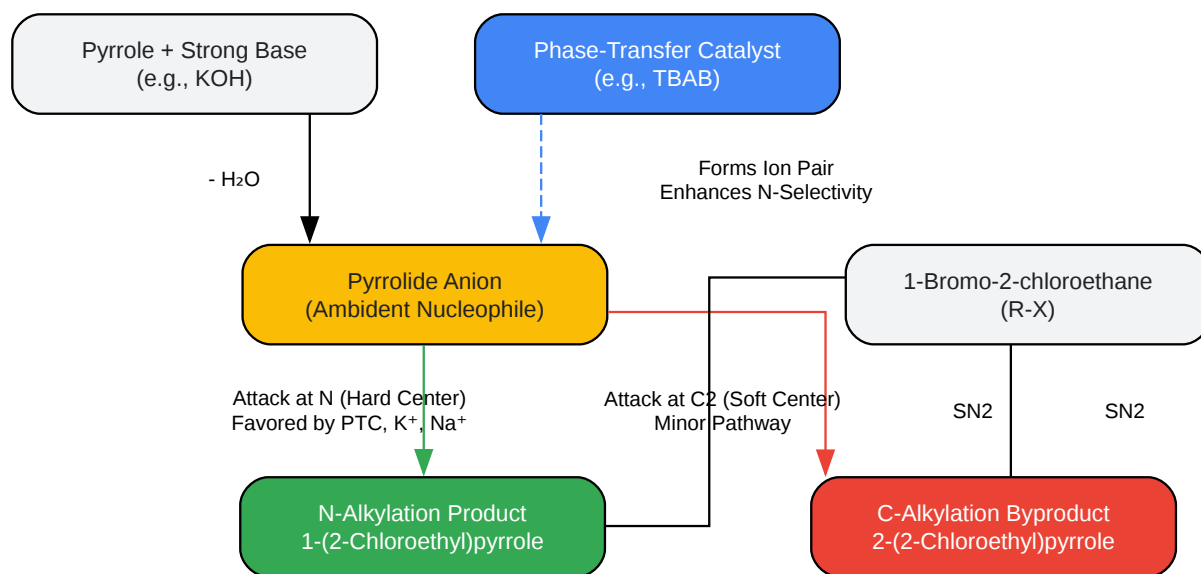 Pyrrole + Strong Base
(e.g., KOH)
Phase-Transfer Catalyst
(e.g., TBAB)
- H₂O
Forms Ion Pair
Enhances N-Selectivity
Pyrrolide Anion
(Ambident Nucleophile)
1-Bromo-2-chloroethane
(R-X)
Attack at N (Hard Center)
Favored by PTC, K⁺, Na⁺
Attack at C2 (Soft Center)
Minor Pathway
SN2
SN2
N-Alkylation Product
1-(2-Chloroethyl)pyrrole
C-Alkylation Byproduct
2-(2-Chloroethyl)pyrrole